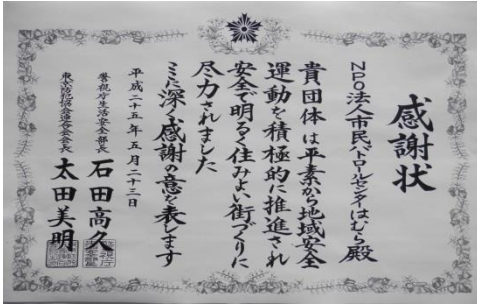 感謝状
NPO法人市民パトロールセンターはむら殿
貴団体は平素から地域安全
運動を積極的に推進され
安全で明るく住みよい街づくりに
尽力されました
ここに深く感謝の意を表します
平成二十五年五月二十三日
警視庁生活安全部長
石田高久
東京防犯協会連合会会長
太田美明